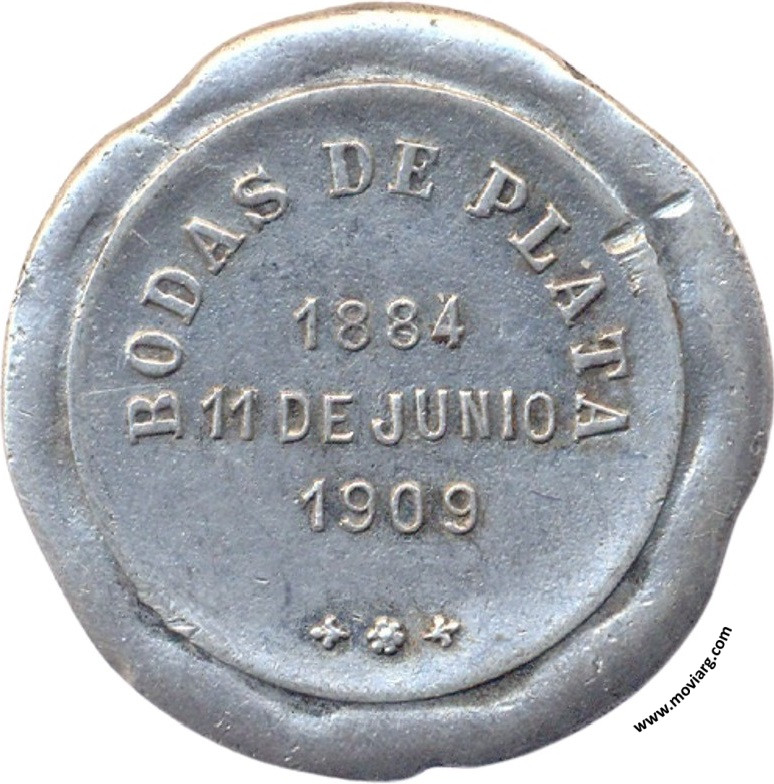 BODAS DE PLATA
1884
11 DE JUNIO
1909
www.moviarg.com